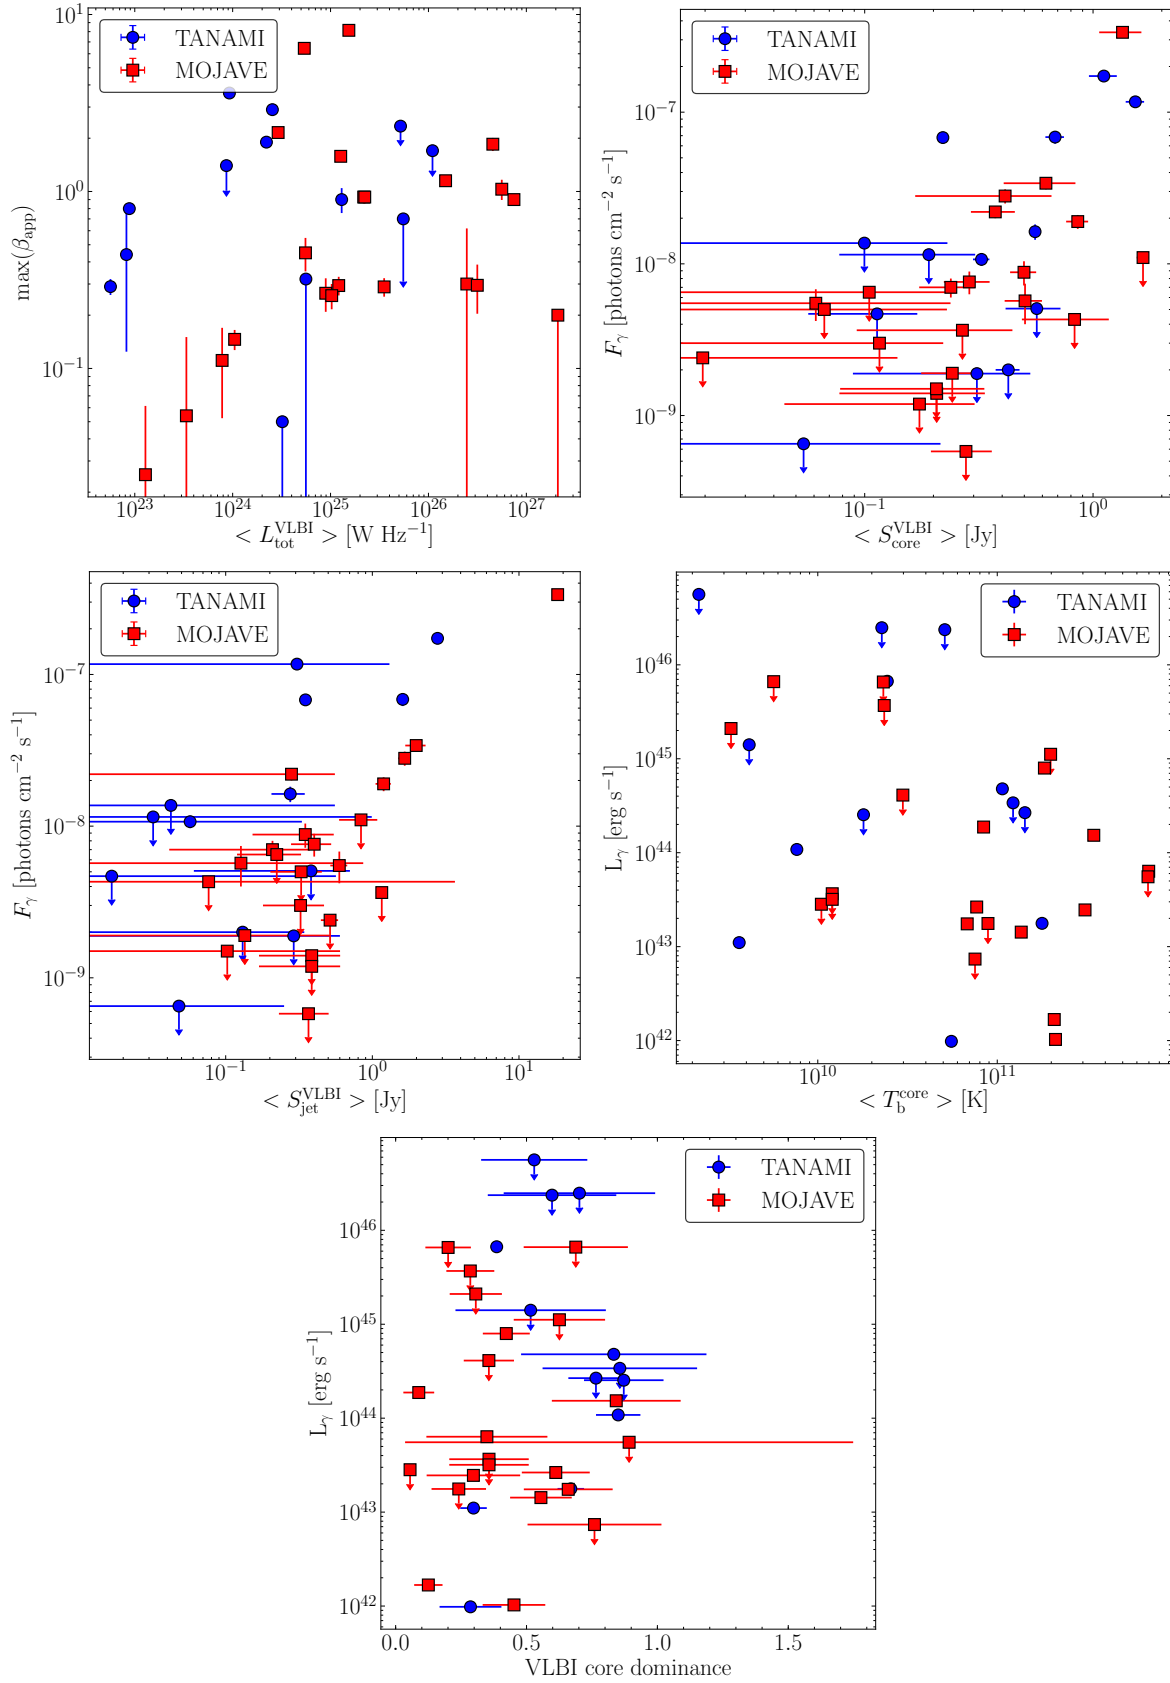 TANAMI
MOJAVE
10^1
10^0
10^−1
max(β_app)
10^23 10^24 10^25 10^26 10^27
< L_tot^VLBI > [W Hz^−1]
TANAMI
MOJAVE
10^−7
10^−8
10^−9
F_γ [photons cm^−2 s^−1]
10^−1 10^0
< S_core^VLBI > [Jy]
TANAMI
MOJAVE
10^−7
10^−8
10^−9
F_γ [photons cm^−2 s^−1]
10^−1 10^0 10^1
< S_jet^VLBI > [Jy]
TANAMI
MOJAVE
10^46
10^45
10^44
10^43
10^42
L_γ [erg s^−1]
10^10 10^11
< T_b^core > [K]
TANAMI
MOJAVE
10^46
10^45
10^44
10^43
10^42
L_γ [erg s^−1]
0.0 0.5 1.0 1.5
VLBI core dominance